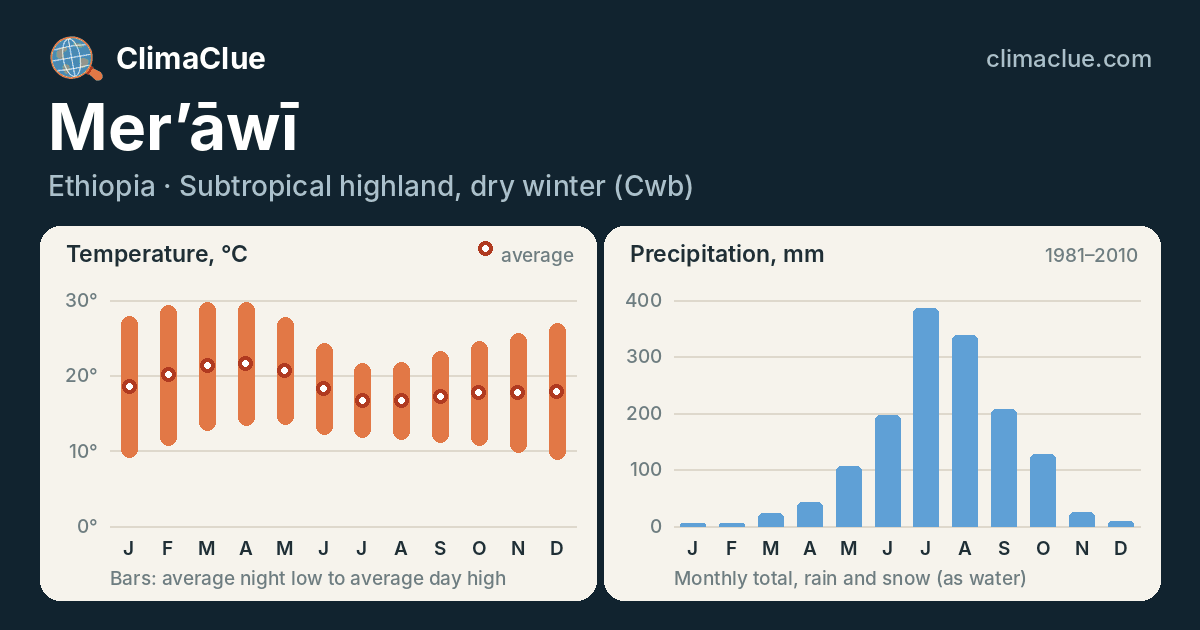 ClimaClue
climaclue.com
Mer’āwī
Ethiopia · Subtropical highland, dry winter (Cwb)
Temperature, °C
average
30°
20°
10°
0°
J F M A M J J A S O N D
Bars: average night low to average day high
Precipitation, mm
1981–2010
400
300
200
100
0
J F M A M J J A S O N D
Monthly total, rain and snow (as water)